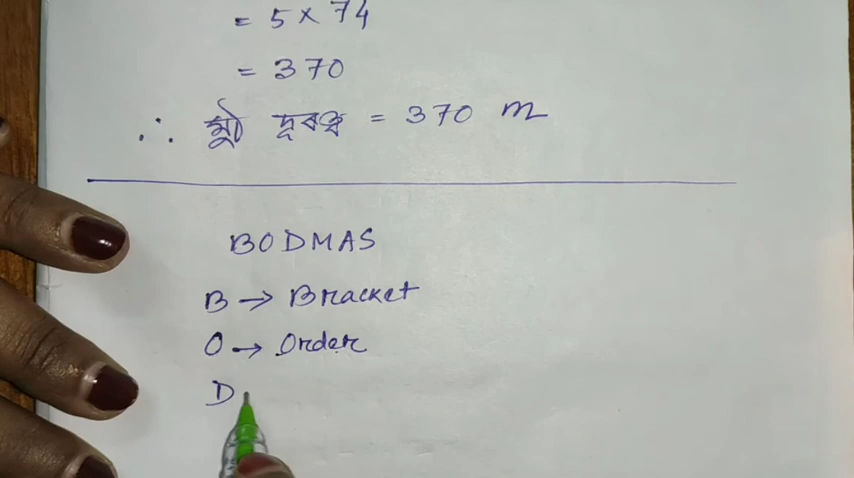 = 5 × 74
= 370
∴ মুঠ দূৰত্ব = 370 m
BODMAS
B → Bracket
O → Order
D